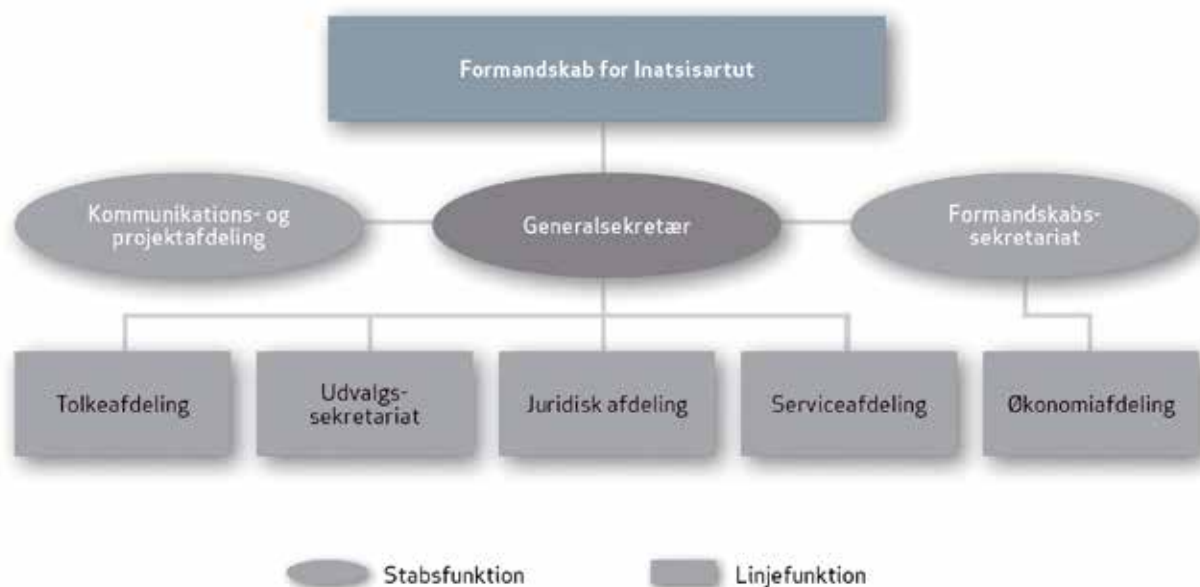 Formandskab for Inatsisartut
Kommunikations- og
projektafdeling
Generalsekretær
Formandskabs-
sekretariat
Tolkeafdeling
Udvalgs-
sekretariat
Juridisk afdeling
Serviceafdeling
Økonomiafdeling
Stabsfunktion
Linjefunktion